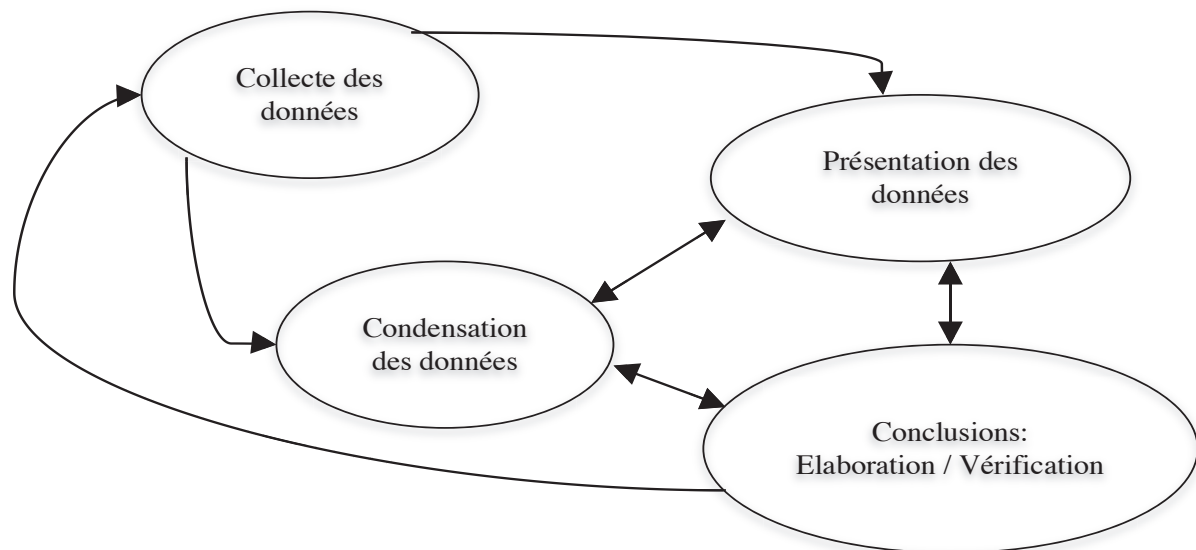 Collecte des
données
Présentation des
données
Condensation
des données
Conclusions:
Elaboration / Vérification